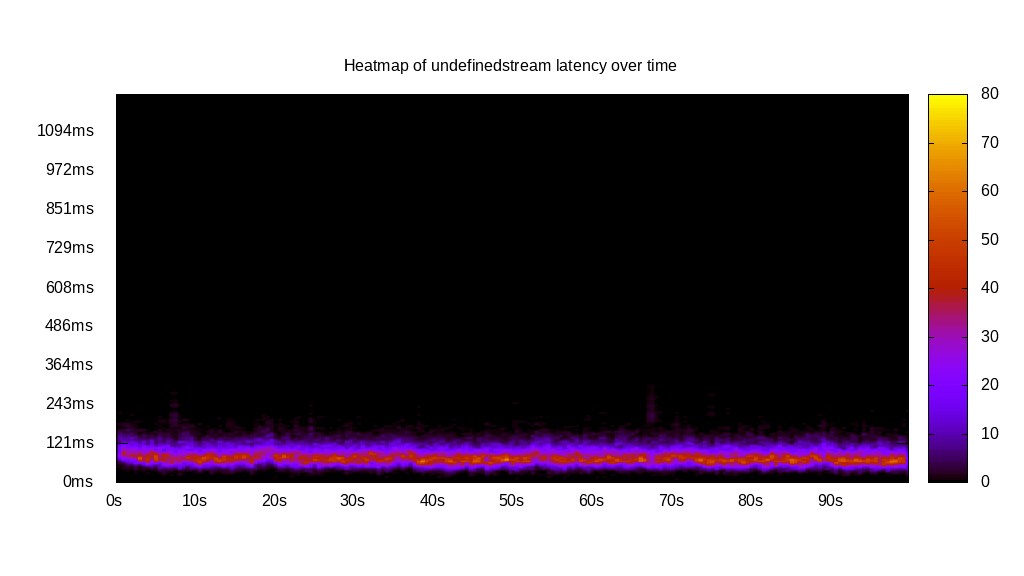 Heatmap of undefinedstream latency over time
1094ms
972ms
851ms
729ms
608ms
486ms
364ms
243ms
121ms
0ms
0s 10s 20s 30s 40s 50s 60s 70s 80s 90s
80
70
60
50
40
30
20
10
0